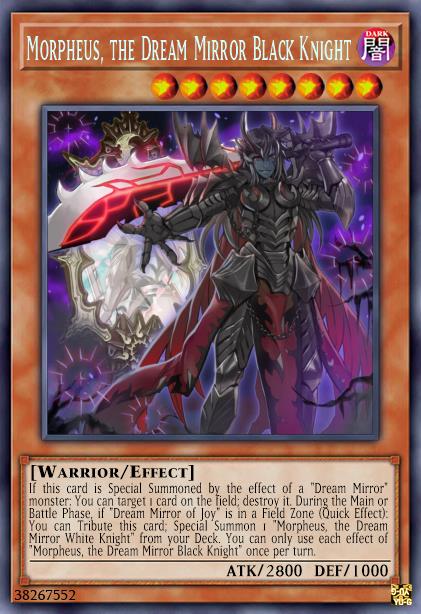 Morpheus, the Dream Mirror Black Knight
DARK
闇
[Warrior/Effect]
If this card is Special Summoned by the effect of a "Dream Mirror"
monster: You can target 1 card on the field; destroy it. During the Main or
Battle Phase, if "Dream Mirror of Joy" is in a Field Zone (Quick Effect):
You can Tribute this card; Special Summon 1 "Morpheus, the Dream
Mirror White Knight" from your Deck. You can only use each effect of
"Morpheus, the Dream Mirror Black Knight" once per turn.
ATK/2800 DEF/1000
38267552